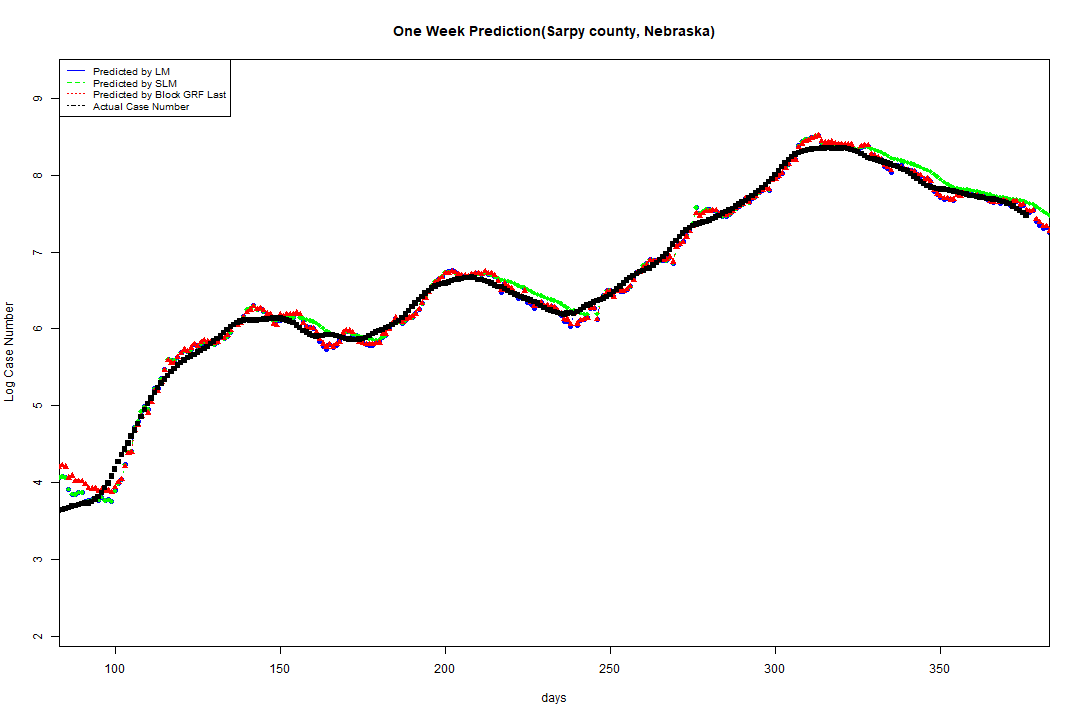 One Week Prediction(Sarpy county, Nebraska)
Predicted by LM
Predicted by SLM
Predicted by Block GRF Last
Actual Case Number
9
8
7
6
5
4
3
2
Log Case Number
100 150 200 250 300 350
days